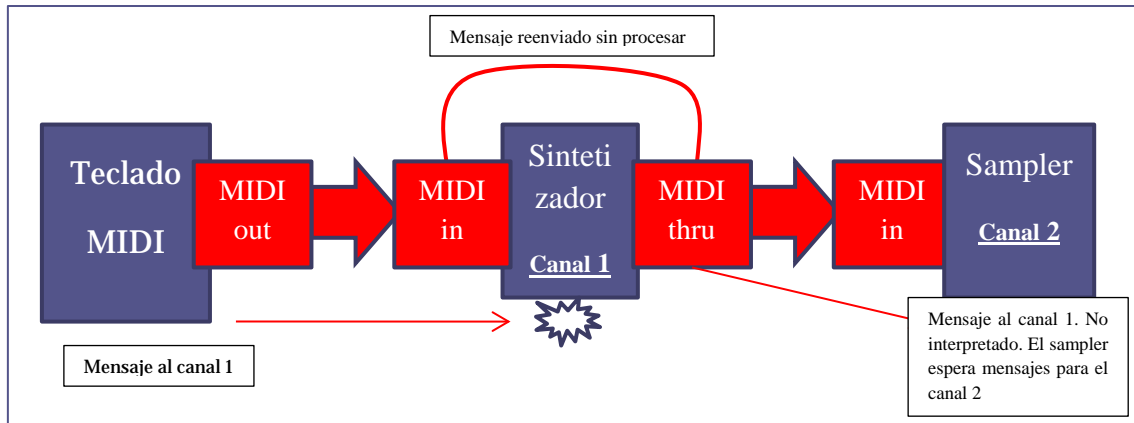 Mensaje reenviado sin procesar
Teclado
MIDI
MIDI
out
MIDI
in
Sinteti
zador
Canal 1
MIDI
thru
MIDI
in
Sampler
Canal 2
Mensaje al canal 1
Mensaje al canal 1. No
interpretado. El sampler
espera mensajes para el
canal 2